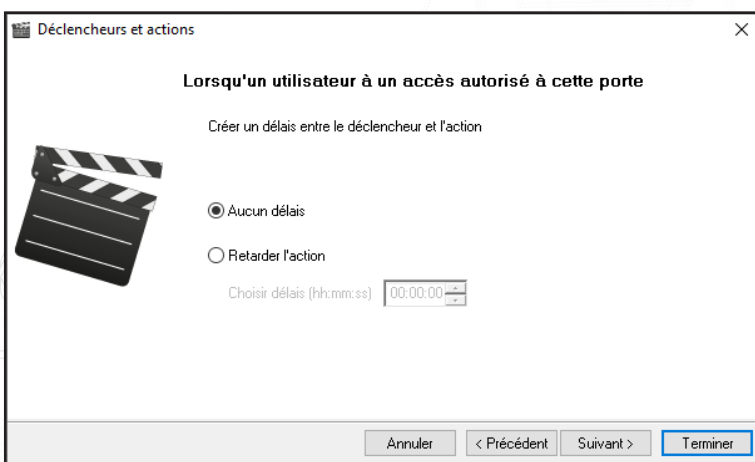 Déclencheurs et actions
Lorsqu'un utilisateur à un accès autorisé à cette porte
Créer un délais entre le déclencheur et l'action
Aucun délais
Retarder l'action
Choisir délais (hh:mm:ss) 00:00:00
Annuler < Précédent Suivant > Terminer